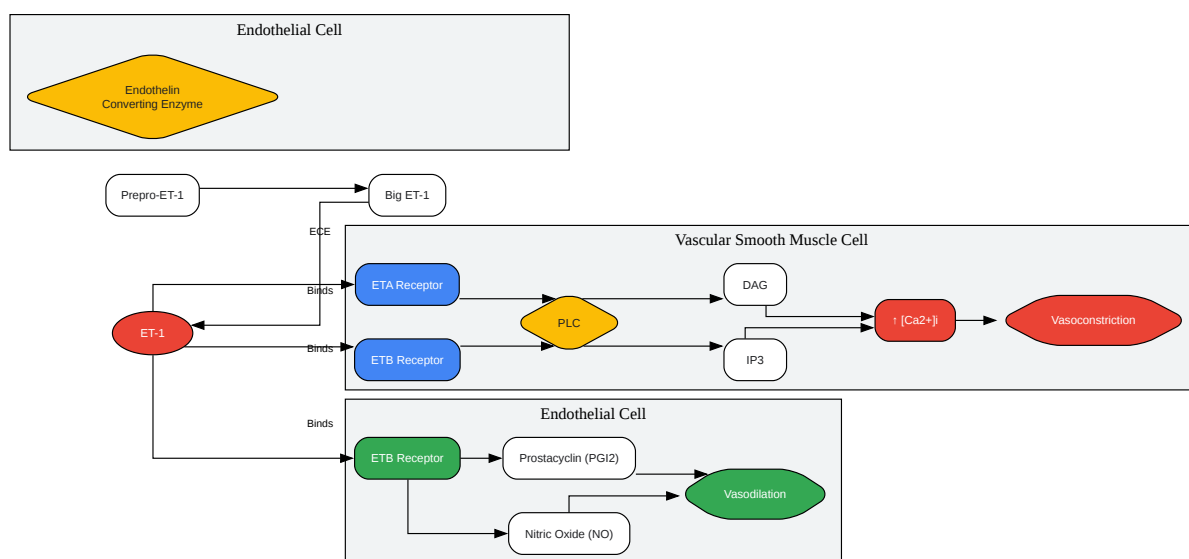 Endothelial Cell
Endothelin
Converting Enzyme
Prepro-ET-1
Big ET-1
ECE
Vascular Smooth Muscle Cell
ETA Receptor
DAG
Binds
PLC
↑ [Ca2+]i
Vasoconstriction
ET-1
Binds
ETB Receptor
IP3
Endothelial Cell
Binds
ETB Receptor
Prostacyclin (PGI2)
Vasodilation
Nitric Oxide (NO)